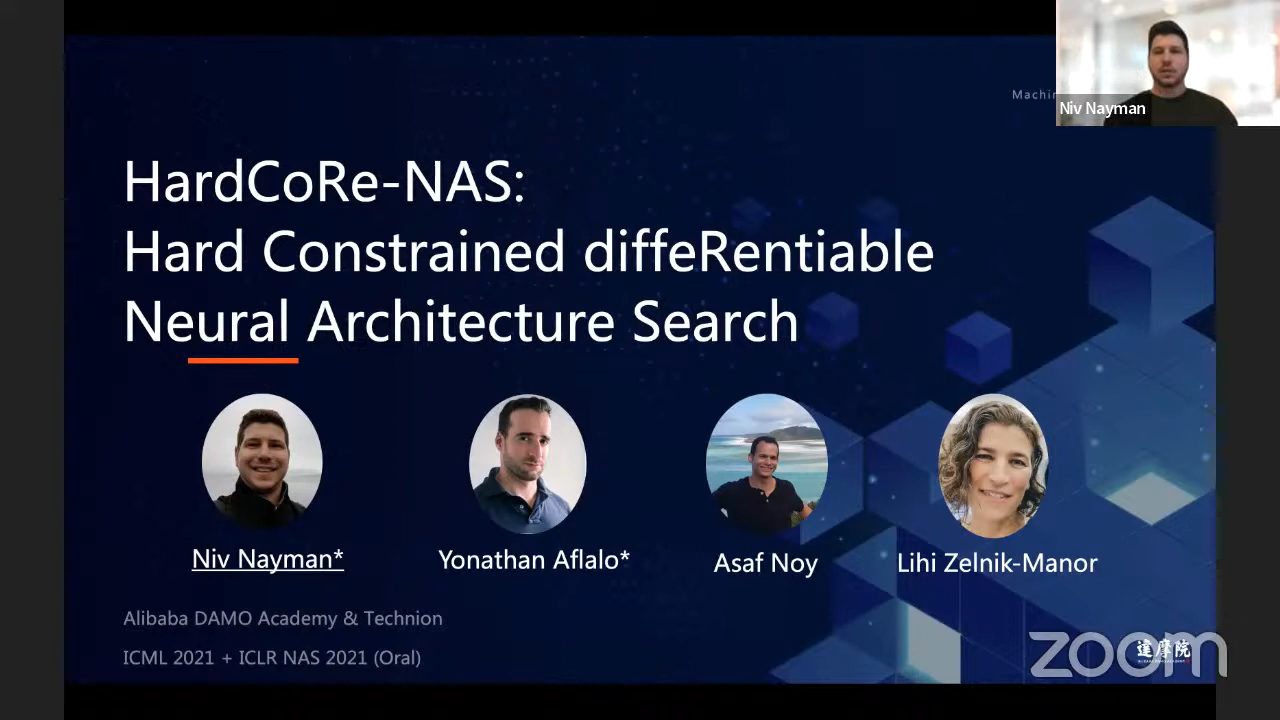 Machin
Niv Nayman
HardCoRe-NAS:
Hard Constrained diffeRentiable
Neural Architecture Search
Niv Nayman*
Yonathan Aflalo*
Asaf Noy
Lihi Zelnik-Manor
Alibaba DAMO Academy & Technion
ICML 2021 + ICLR NAS 2021 (Oral)
zoom
達摩院